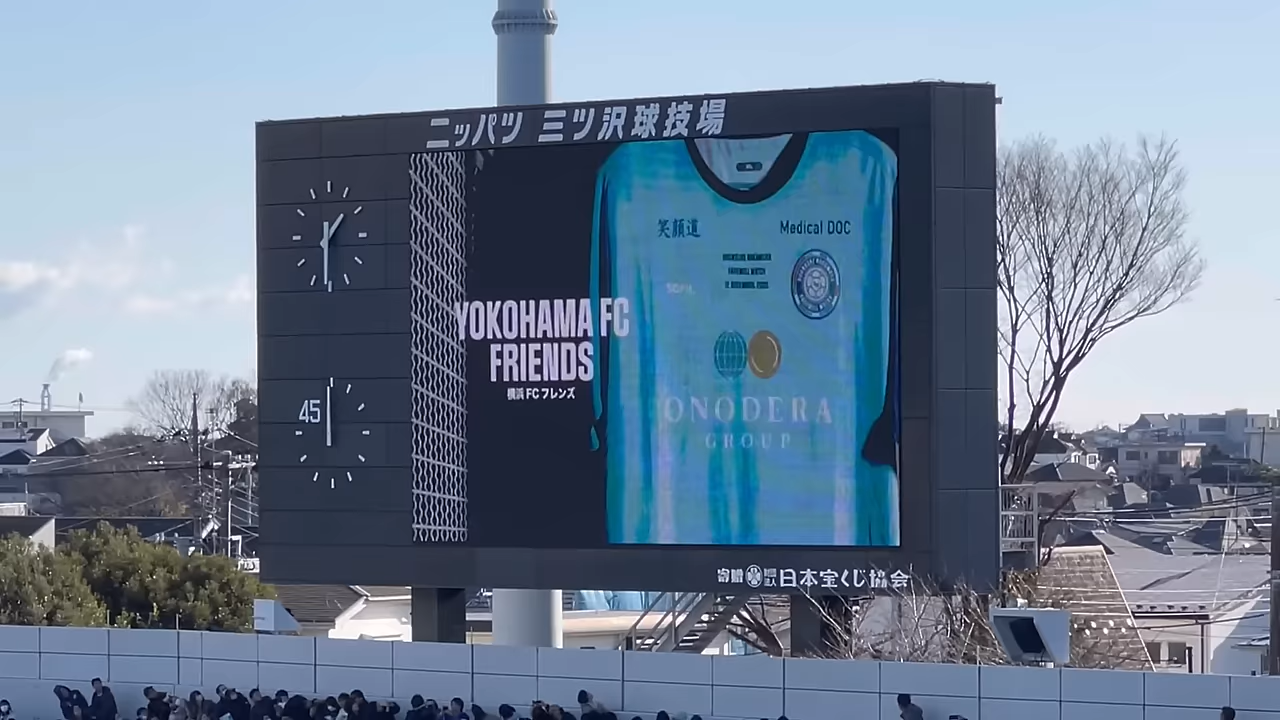 ニッパツ 三ツ沢球技場
45
YOKOHAMA FC
FRIENDS
横浜FCフレンズ
笑顔道
Medical DOC
FAREWELL MATCH
ONODERA
GROUP
寄贈 財団法人 日本宝くじ協会